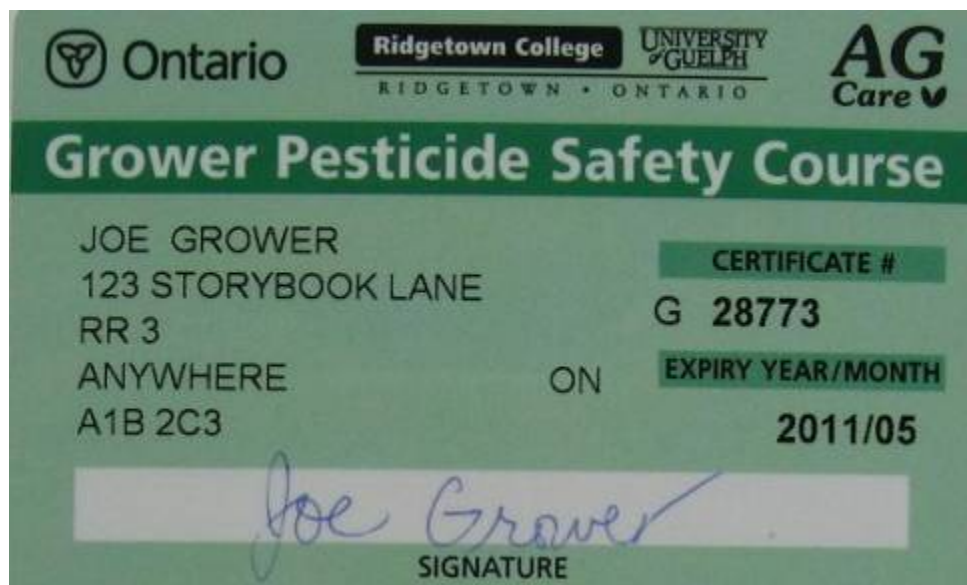 Ontario
Ridgetown College
UNIVERSITY
of GUELPH
RIDGETOWN • ONTARIO
AG
Care
Grower Pesticide Safety Course
JOE GROWER
123 STORYBOOK LANE
RR 3
ANYWHERE ON
A1B 2C3
CERTIFICATE #
G 28773
EXPIRY YEAR/MONTH
2011/05
Joe Grower
SIGNATURE